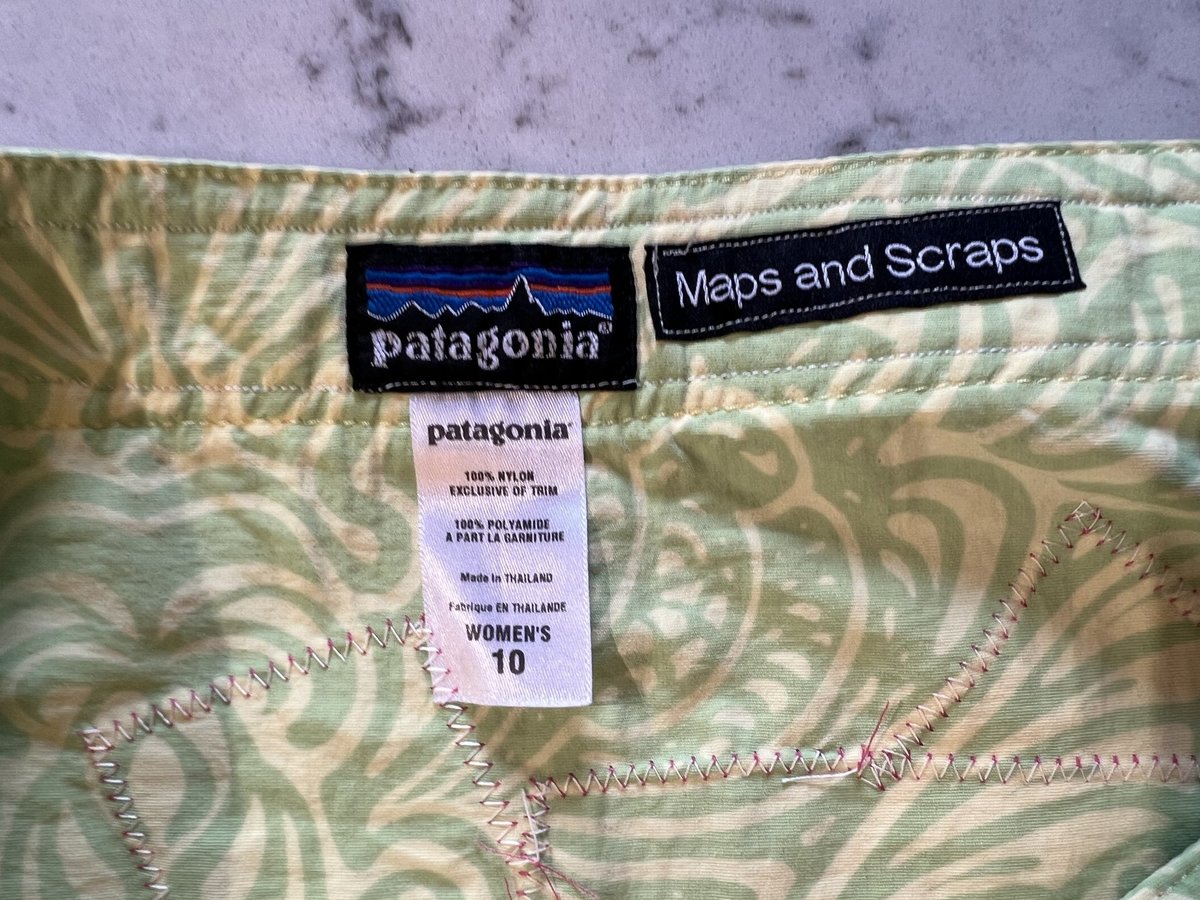 patagonia®
Maps and Scraps
patagonia®
100% NYLON
EXCLUSIVE OF TRIM
100% POLYAMIDE
A PART LA GARNITURE
Made in THAILAND
Fabrique EN THAILANDE
WOMEN'S
10